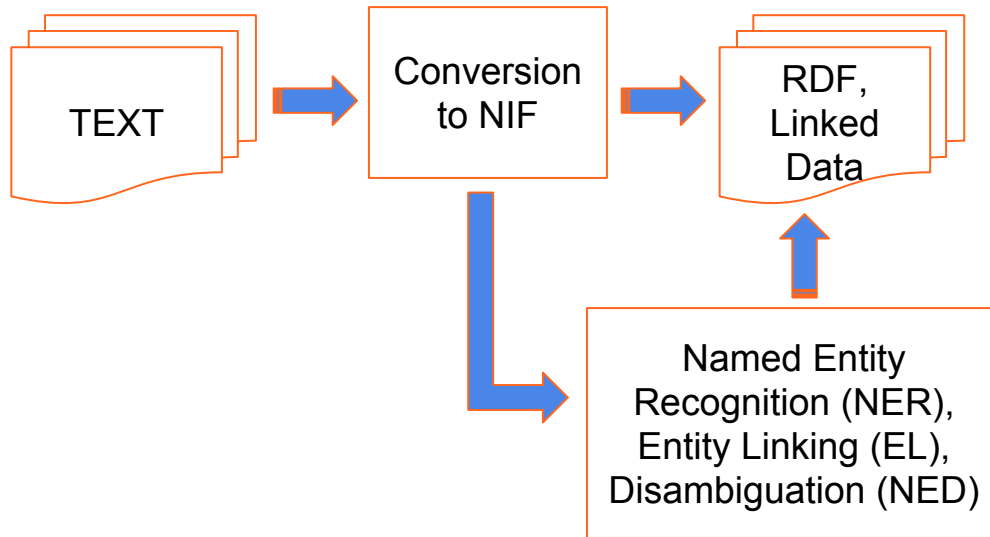 TEXT
Conversion
to NIF
RDF,
Linked
Data
Named Entity
Recognition (NER),
Entity Linking (EL),
Disambiguation (NED)